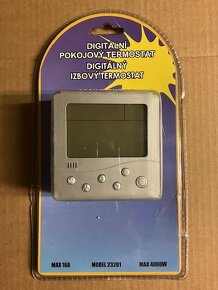 DIGITÁLNÍ
POKOJOVÝ TERMOSTAT
DIGITÁLNY
IZBOVÝ TERMOSTAT
MAX 16A MODEL 23201 MAX 4000W